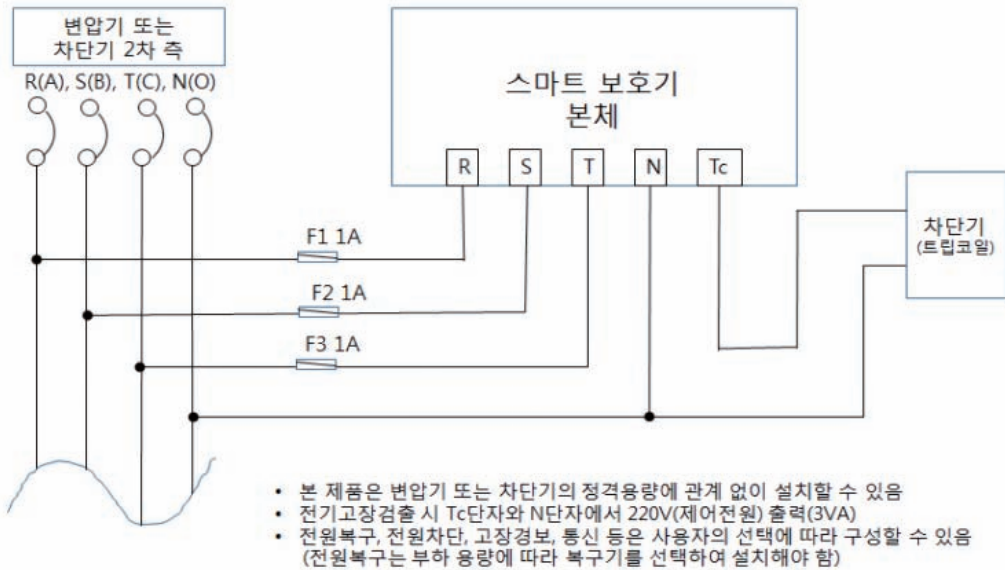 변압기 또는
차단기 2차 측
R(A), S(B), T(C), N(O)
스마트 보호기
본체
R S T N Tc
차단기
(트립코일)
F1 1A
F2 1A
F3 1A
• 본 제품은 변압기 또는 차단기의 정격용량에 관계 없이 설치할 수 있음
• 전기고장검출 시 Tc단자와 N단자에서 220V(제어전원) 출력(3VA)
• 전원복구, 전원차단, 고장경보, 통신 등은 사용자의 선택에 따라 구성할 수 있음
(전원복구는 부하 용량에 따라 복구기를 선택하여 설치해야 함)